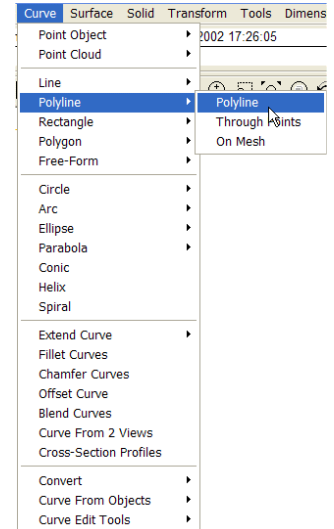 Curve Surface Solid Transform Tools Dimens
2002 17:26:05
Point Object
Point Cloud
Line
Polyline
Rectangle
Polygon
Free-Form
Polyline
Through Points
On Mesh
Circle
Arc
Ellipse
Parabola
Conic
Helix
Spiral
Extend Curve
Fillet Curves
Chamfer Curves
Offset Curve
Blend Curves
Curve From 2 Views
Cross-Section Profiles
Convert
Curve From Objects
Curve Edit Tools